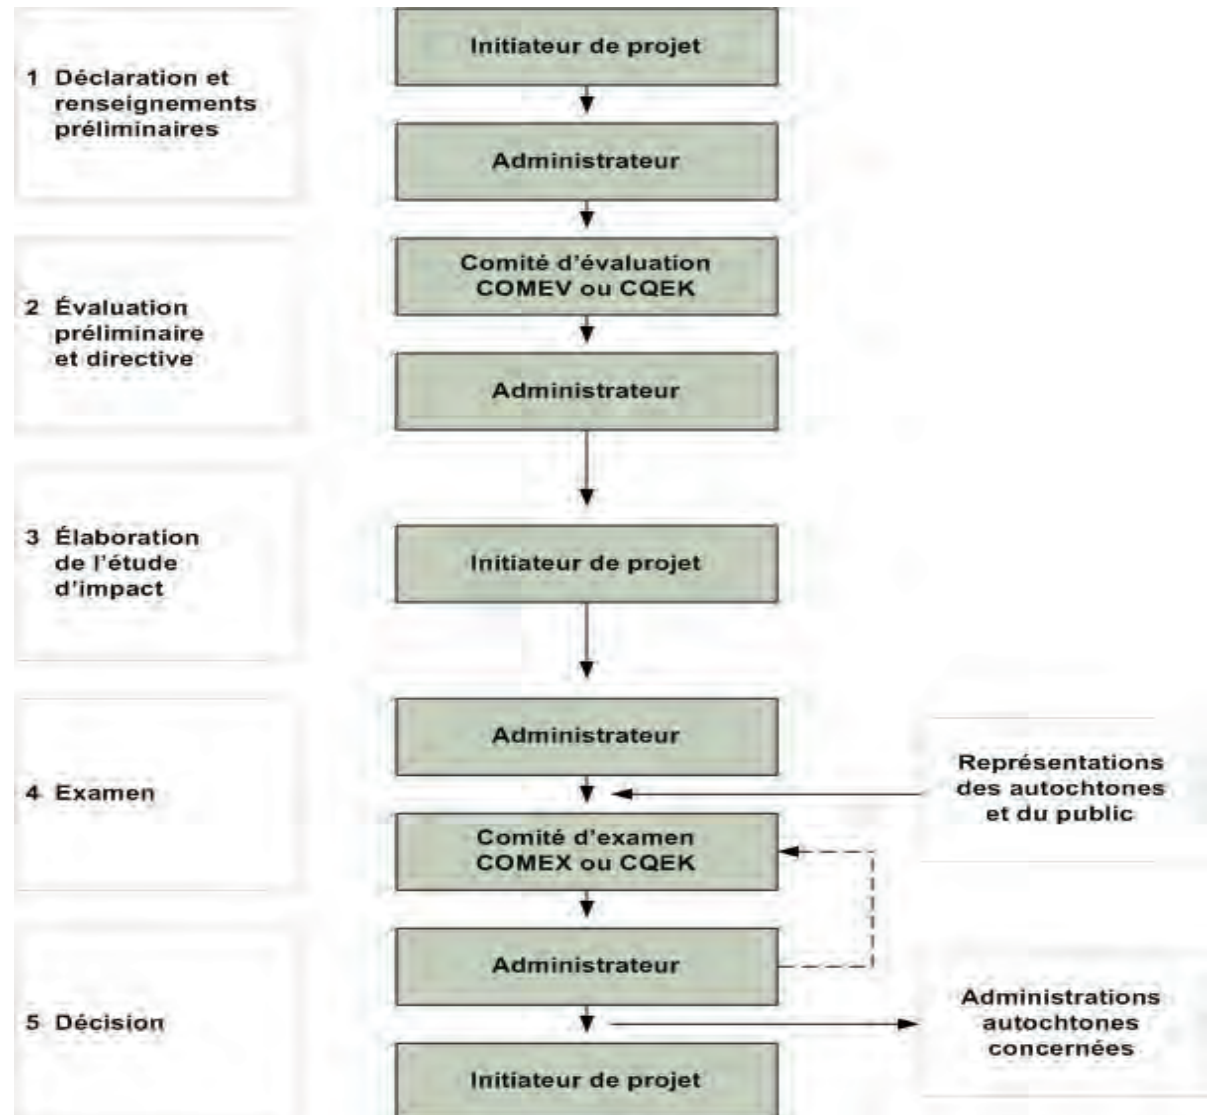 Initiateur de projet
1 Déclaration et
renseignements
préliminaires
Administrateur
Comité d'évaluation
COMEV ou CQEK
2 Évaluation
préliminaire
et directive
Administrateur
3 Élaboration
de l'étude
d'impact
Initiateur de projet
Administrateur
Représentations
des autochtones
et du public
4 Examen
Comité d'examen
COMEX ou CQEK
Administrateur
Administrations
autochtones
concernées
5 Décision
Initiateur de projet